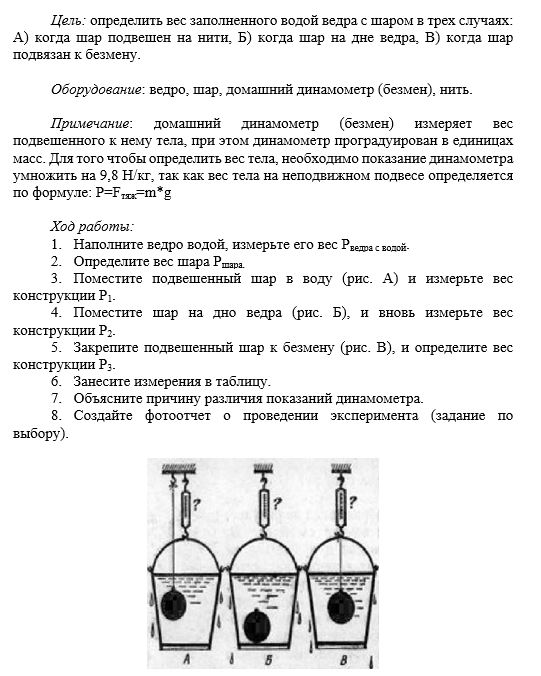 Цель: определить вес заполненного водой ведра с шаром в трех случаях:
А) когда шар подвешен на нити, Б) когда шар на дне ведра, В) когда шар
подвязан к безмену.
Оборудование: ведро, шар, домашний динамометр (безмен), нить.
Примечание: домашний динамометр (безмен) измеряет вес
подвешенного к нему тела, при этом динамометр проградуирован в единицах
масс. Для того чтобы определить вес тела, необходимо показание динамометра
умножить на 9,8 Н/кг, так как вес тела на неподвижном подвесе определяется
по формуле: P=Fтяж=m*g
Ход работы:
1. Наполните ведро водой, измерьте его вес Pведра с водой.
2. Определите вес шара Pшара.
3. Поместите подвешенный шар в воду (рис. А) и измерьте вес
конструкции P1.
4. Поместите шар на дно ведра (рис. Б), и вновь измерьте вес
конструкции P2.
5. Закрепите подвешенный шар к безмену (рис. В), и определите вес
конструкции P3.
6. Занесите измерения в таблицу.
7. Объясните причину различия показаний динамометра.
8. Создайте фотоотчет о проведении эксперимента (задание по
выбору).
? ? ?
А Б В